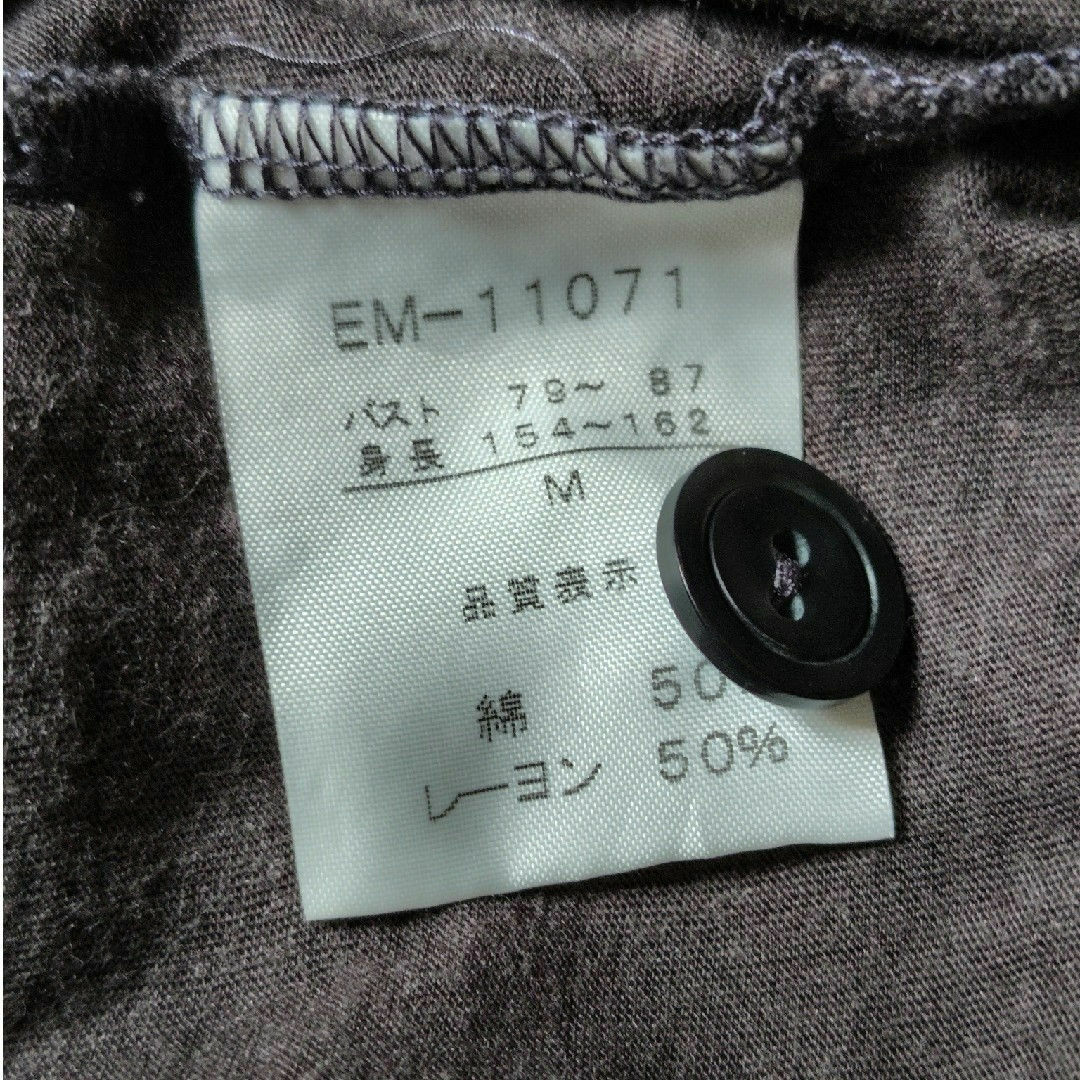 EM-11071
バスト 79～ 87
身長 154～162
M
品質表示
綿 50
レーヨン 50%